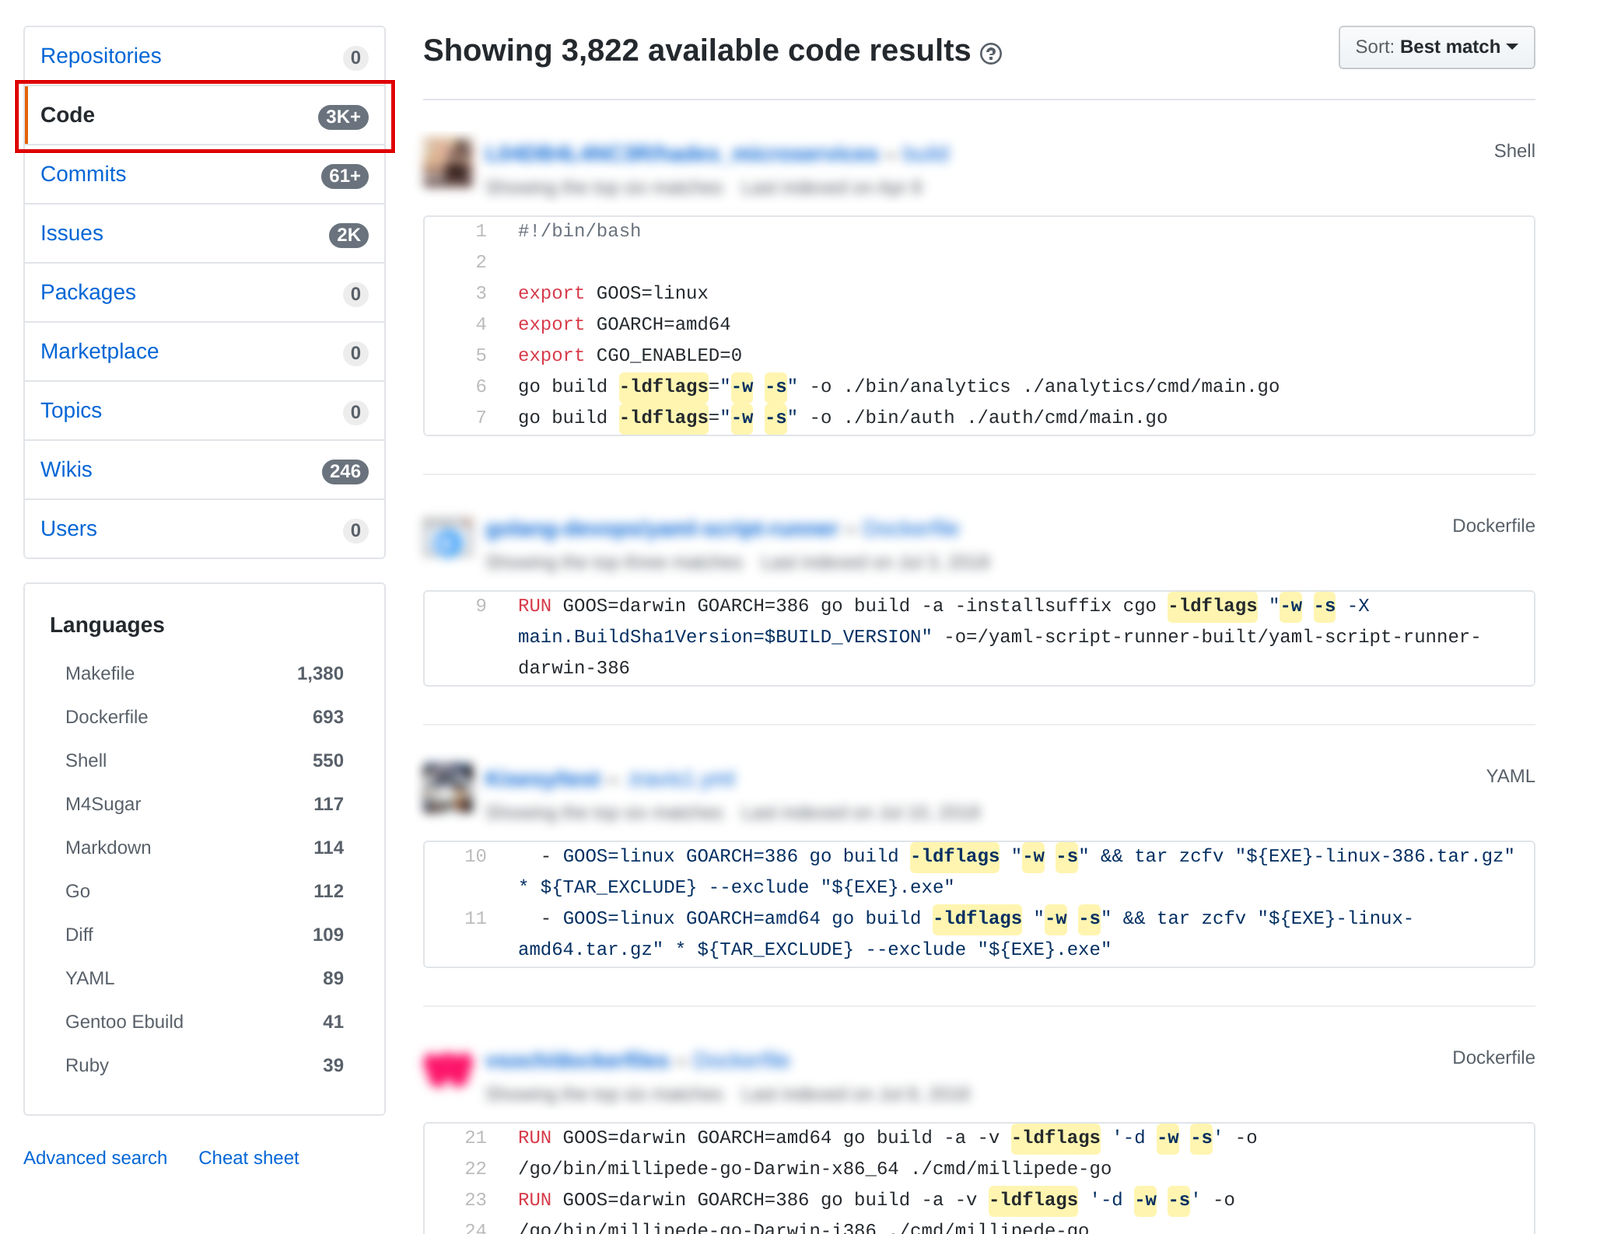 Repositories 0
Code 3K+
Commits 61+
Issues 2K
Packages 0
Marketplace 0
Topics 0
Wikis 246
Users 0
Languages
Makefile 1,380
Dockerfile 693
Shell 550
M4Sugar 117
Markdown 114
Go 112
Diff 109
YAML 89
Gentoo Ebuild 41
Ruby 39
Advanced search Cheat sheet
Showing 3,822 available code results
Sort: Best match
Shell
1 #!/bin/bash
2
3 export GOOS=linux
4 export GOARCH=amd64
5 export CGO_ENABLED=0
6 go build -ldflags="-w -s" -o ./bin/analytics ./analytics/cmd/main.go
7 go build -ldflags="-w -s" -o ./bin/auth ./auth/cmd/main.go
Dockerfile
9 RUN GOOS=darwin GOARCH=386 go build -a -installsuffix cgo -ldflags "-w -s -X
main.BuildSha1Version=$BUILD_VERSION" -o=/yaml-script-runner-built/yaml-script-runner-
darwin-386
YAML
10 - GOOS=linux GOARCH=386 go build -ldflags "-w -s" && tar zcfv "${EXE}-linux-386.tar.gz"
* ${TAR_EXCLUDE} --exclude "${EXE}.exe"
11 - GOOS=linux GOARCH=amd64 go build -ldflags "-w -s" && tar zcfv "${EXE}-linux-
amd64.tar.gz" * ${TAR_EXCLUDE} --exclude "${EXE}.exe"
Dockerfile
21 RUN GOOS=darwin GOARCH=amd64 go build -a -v -ldflags '-d -w -s' -o
22 /go/bin/millipede-go-Darwin-x86_64 ./cmd/millipede-go
23 RUN GOOS=darwin GOARCH=386 go build -a -v -ldflags '-d -w -s' -o
24 /go/bin/millipede-go-Darwin-i386 ./cmd/millipede-go